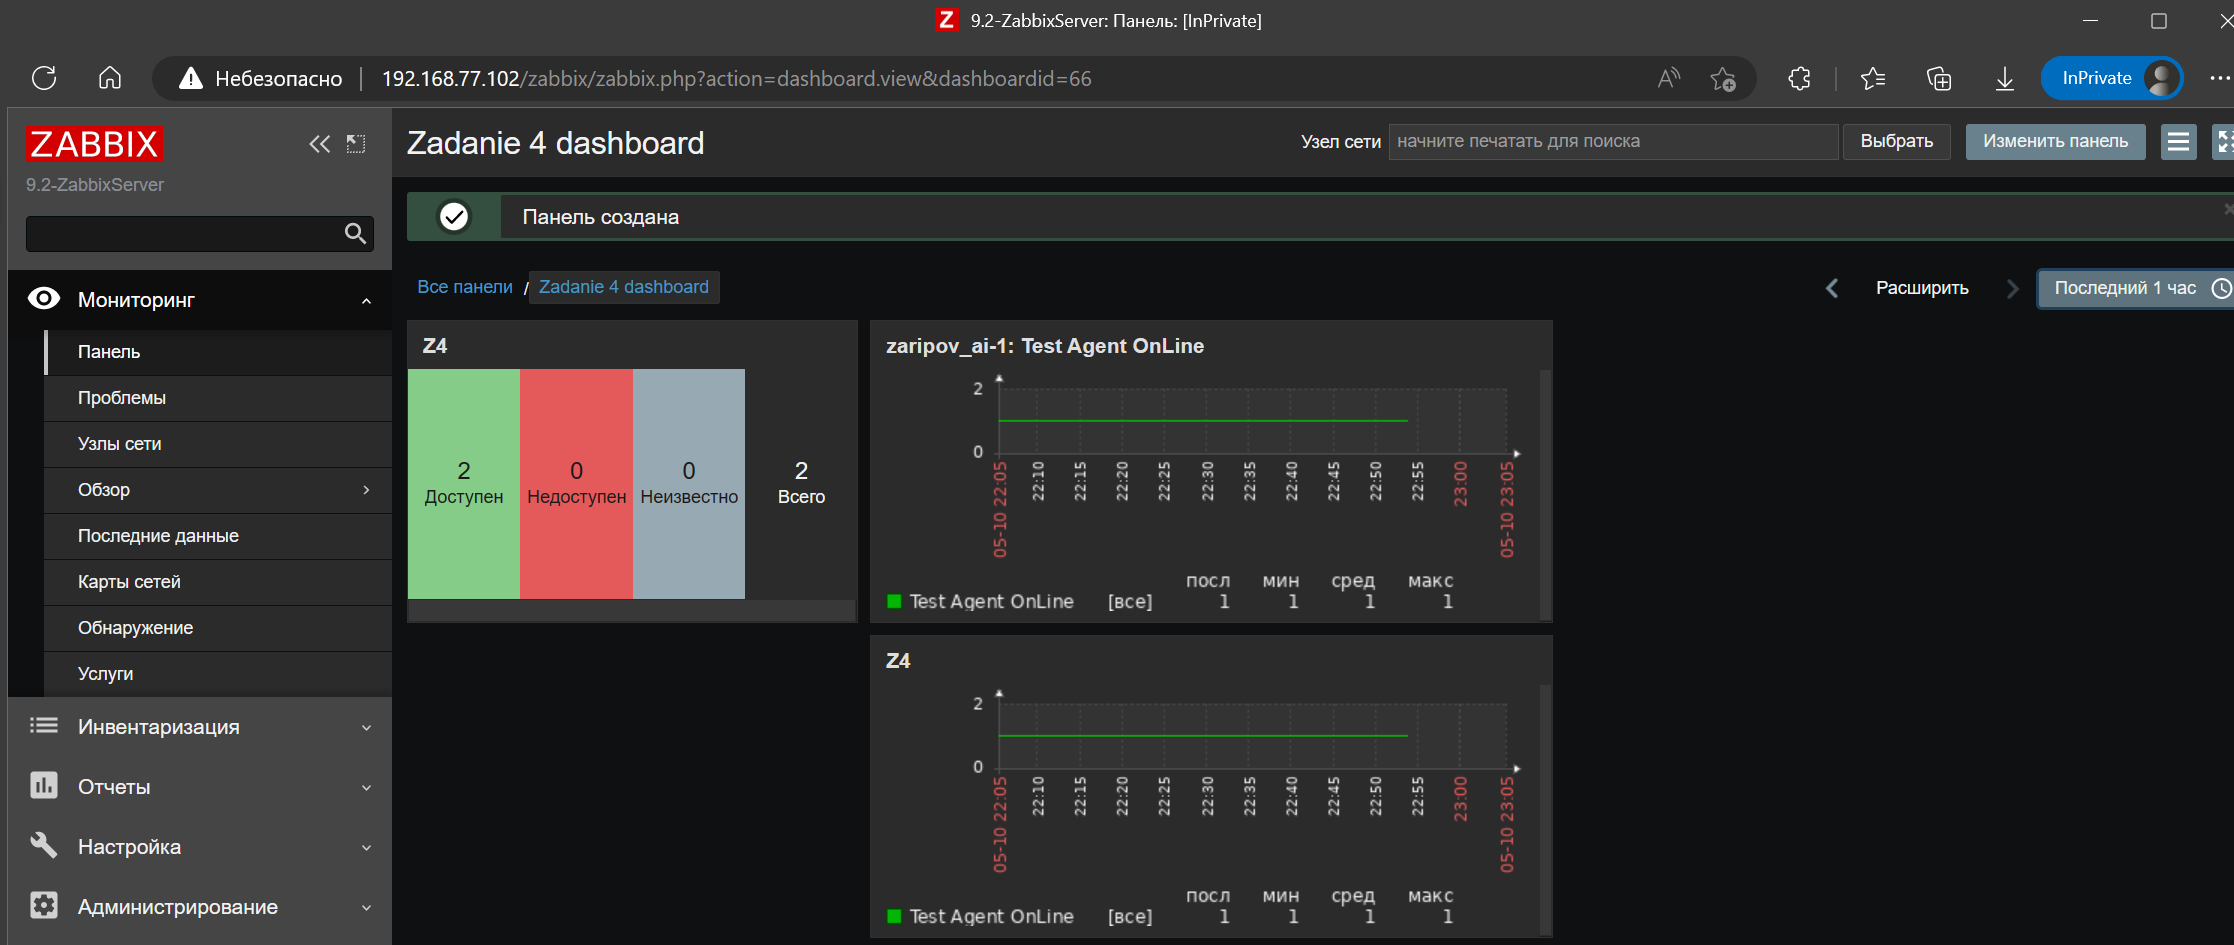 Z 9.2-ZabbixServer: Панель: [InPrivate]
Небезопасно 192.168.77.102/zabbix/zabbix.php?action=dashboard.view&dashboardid=66 A InPrivate
ZABBIX
9.2-ZabbixServer
Мониторинг
Панель
Проблемы
Узлы сети
Обзор
Последние данные
Карты сетей
Обнаружение
Услуги
Инвентаризация
Отчеты
Настройка
Администрирование
Zadanie 4 dashboard
Узел сети начните печатать для поиска Выбрать Изменить панель
Панель создана
Все панели / Zadanie 4 dashboard
Расширить Последний 1 час
Z4
2 0 0 2
Доступен Недоступен Неизвестно Всего
zaripov_ai-1: Test Agent OnLine
2
0
05-10 22:05 22:10 22:15 22:20 22:25 22:30 22:35 22:40 22:45 22:50 22:55 23:00 05-10 23:05
посл мин сред макс
Test Agent OnLine [все] 1 1 1 1
Z4
2
0
05-10 22:05 22:10 22:15 22:20 22:25 22:30 22:35 22:40 22:45 22:50 22:55 23:00 05-10 23:05
посл мин сред макс
Test Agent OnLine [все] 1 1 1 1